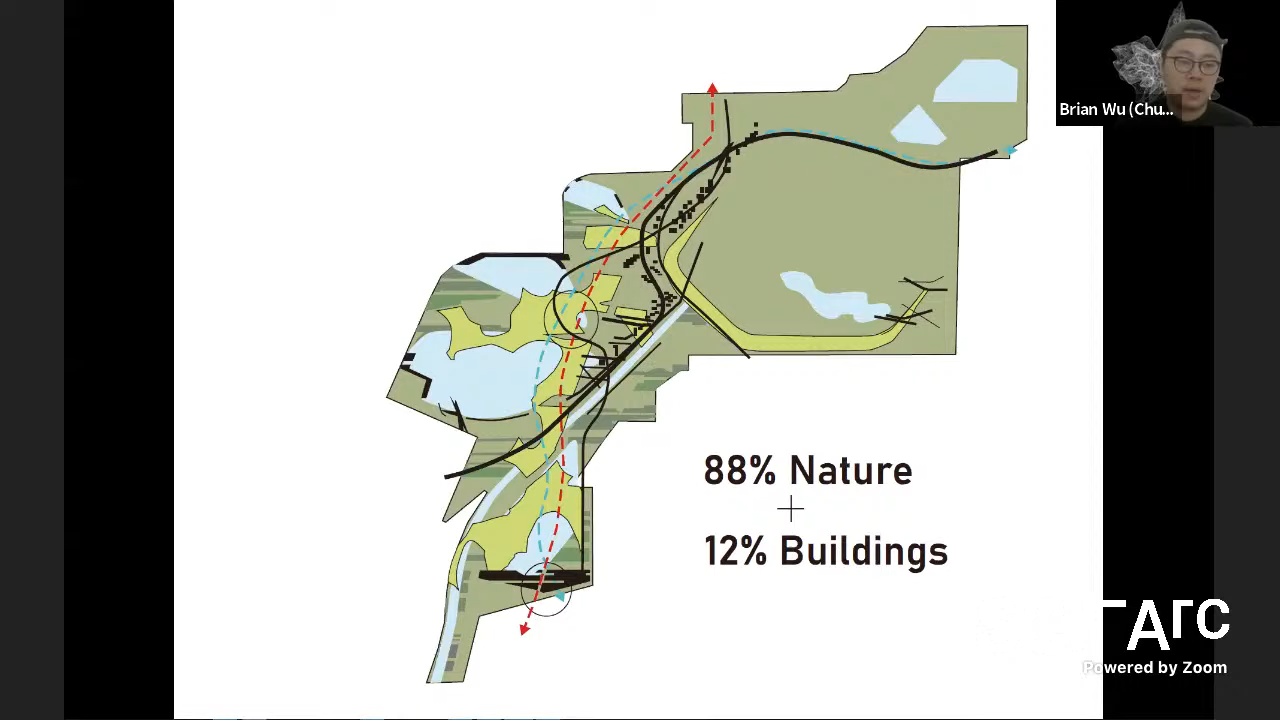 Brian Wu (Chu...
88% Nature
+
12% Buildings
Powered by Zoom